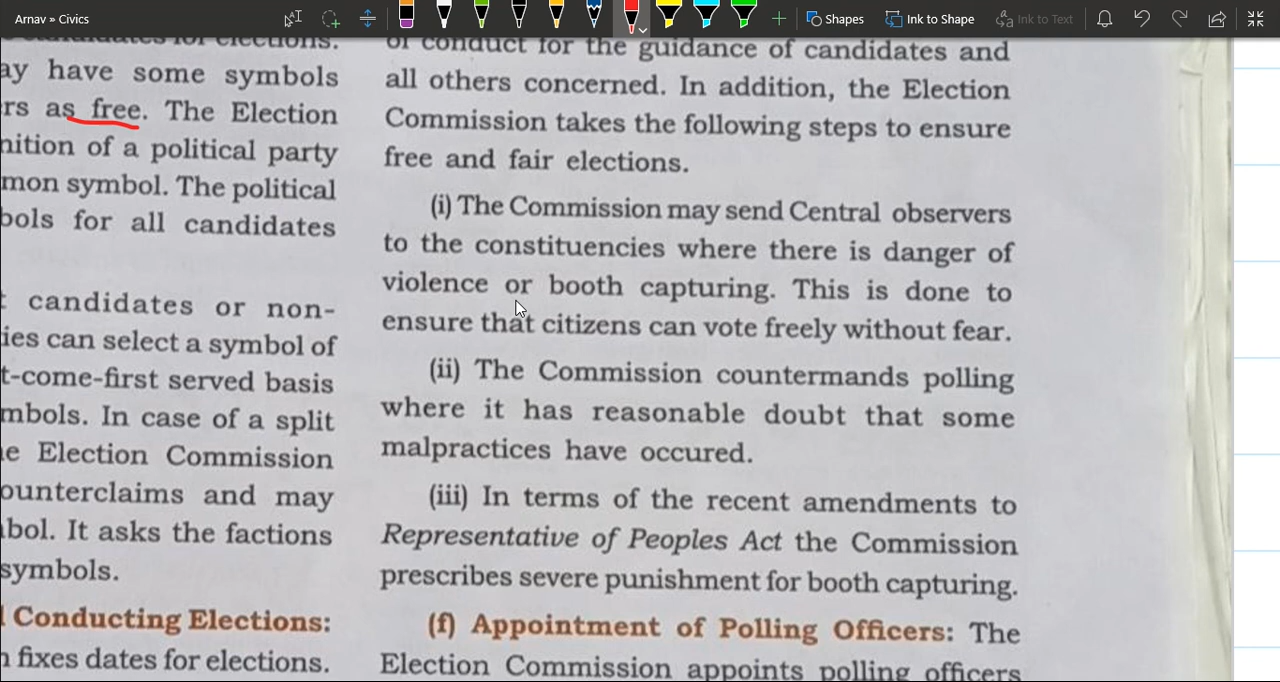 Arnav » Civics
Shapes
Ink to Shape
Ink to Text
candidates for elections.
ay have some symbols
rs as free. The Election
nition of a political party
mon symbol. The political
bols for all candidates
t candidates or non-
ies can select a symbol of
t-come-first served basis
mbols. In case of a split
e Election Commission
ounterclaims and may
bol. It asks the factions
symbols.
Conducting Elections:
n fixes dates for elections.
of conduct for the guidance of candidates and
all others concerned. In addition, the Election
Commission takes the following steps to ensure
free and fair elections.
(i) The Commission may send Central observers
to the constituencies where there is danger of
violence or booth capturing. This is done to
ensure that citizens can vote freely without fear.
(ii) The Commission countermands polling
where it has reasonable doubt that some
malpractices have occured.
(iii) In terms of the recent amendments to
Representative of Peoples Act the Commission
prescribes severe punishment for booth capturing.
(f) Appointment of Polling Officers: The
Election Commission appoints polling officers